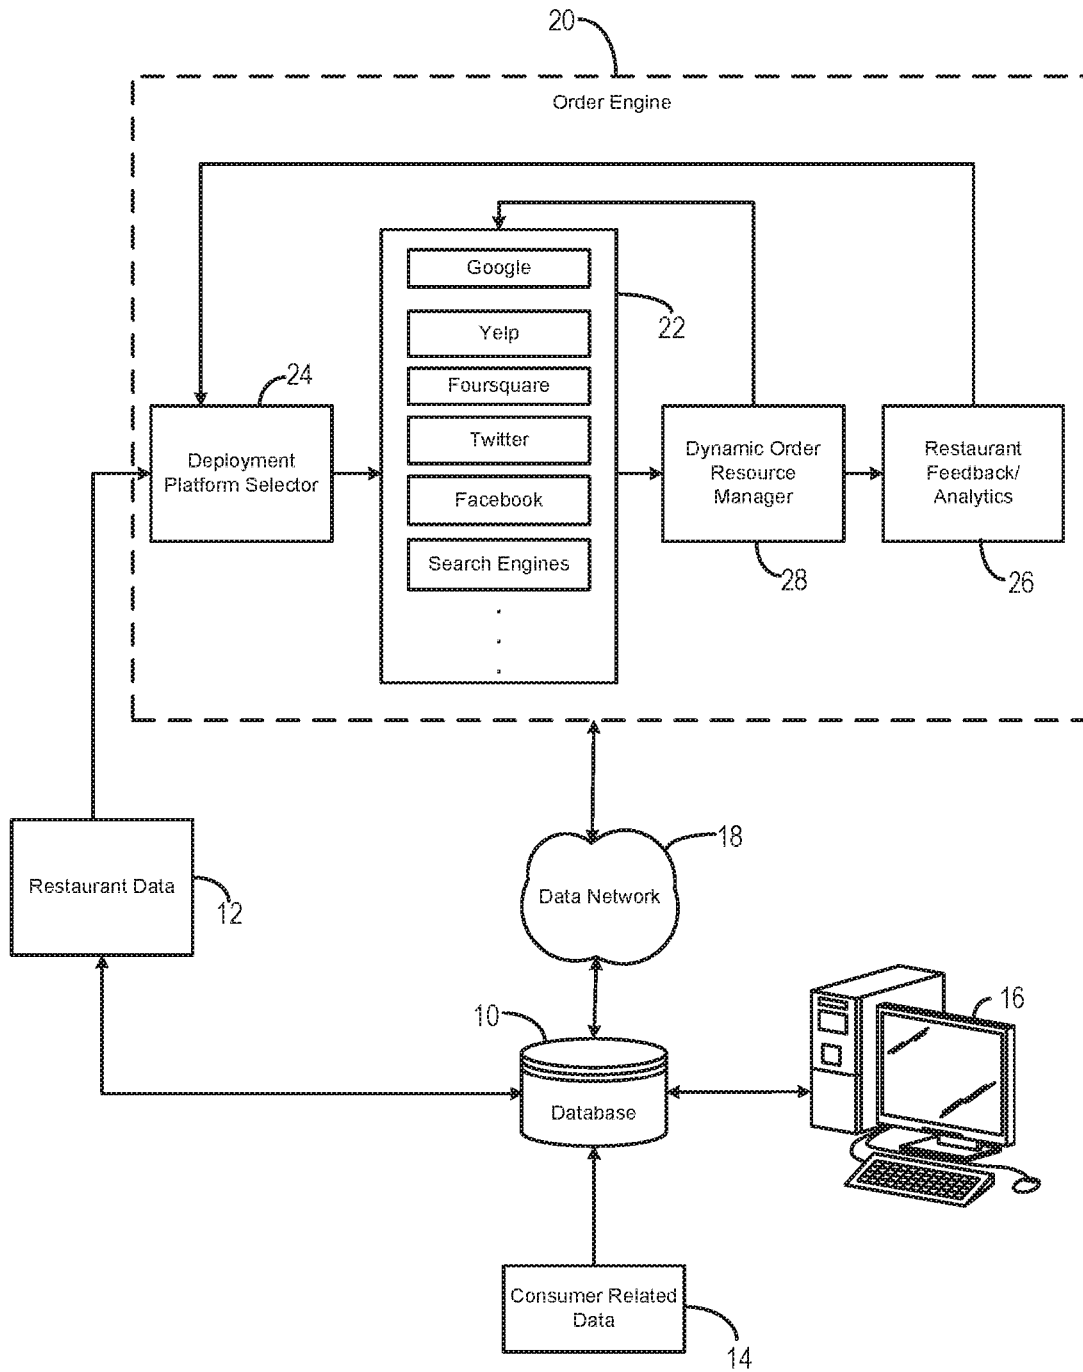 20
Order Engine
Google
22
Yelp
Foursquare
24
Twitter
Deployment
Platform Selector
Dynamic Order
Resource
Manager
Restaurant
Feedback/
Analytics
Facebook
Search Engines
28
26
18
Restaurant Data
Data Network
12
16
10
Database
Consumer Related
Data
14